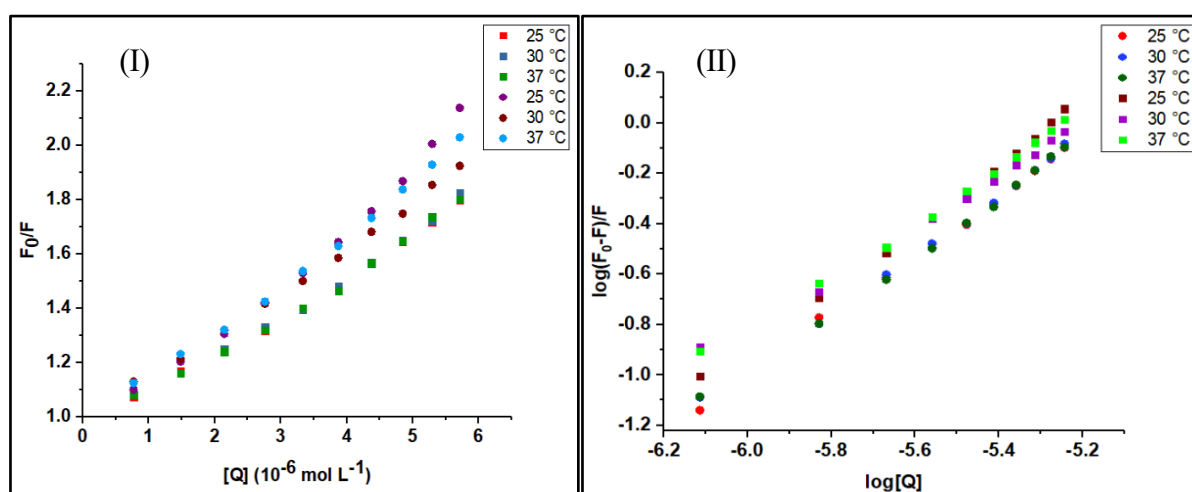 (I)
25 °C
30 °C
37 °C
25 °C
30 °C
37 °C
F₀/F
2.2
2.0
1.8
1.6
1.4
1.2
1.0
0 1 2 3 4 5 6
[Q] (10⁻⁶ mol L⁻¹)
(II)
25 °C
30 °C
37 °C
25 °C
30 °C
37 °C
log(F₀-F)/F
0.2
0.0
-0.2
-0.4
-0.6
-0.8
-1.0
-1.2
-6.2 -6.0 -5.8 -5.6 -5.4 -5.2
log[Q]